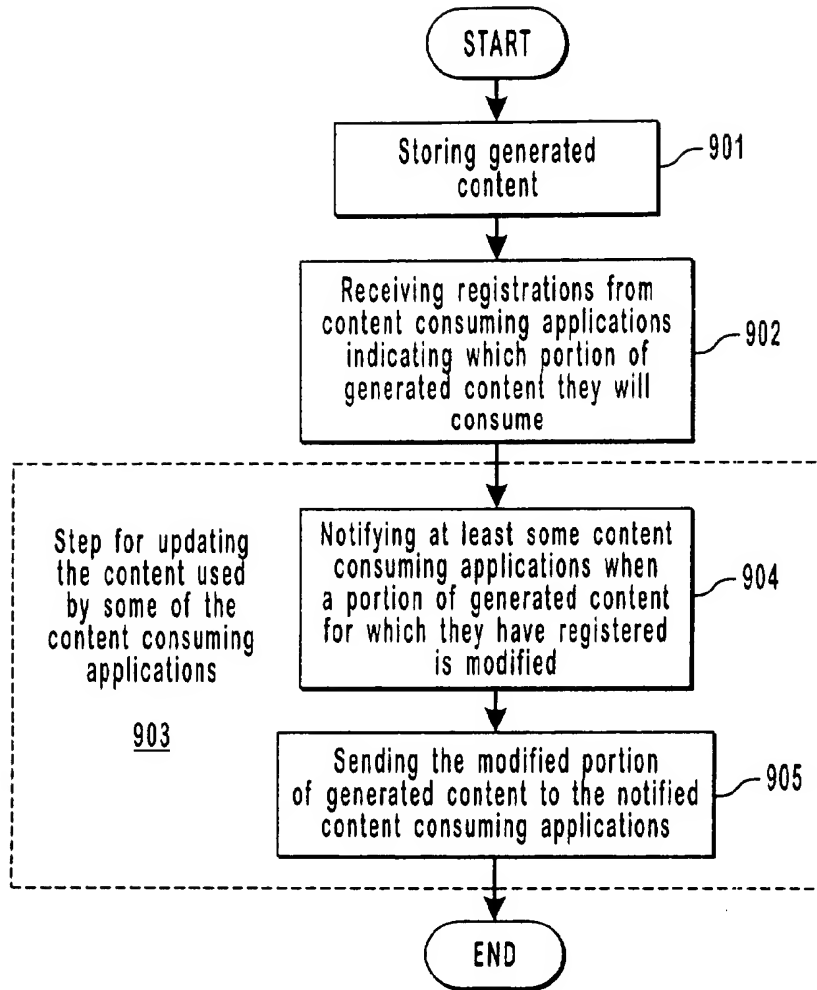 START
Storing generated
content
901
Receiving registrations from
content consuming applications
indicating which portion of
generated content they will
consume
902
Step for updating
the content used
by some of the
content consuming
applications
903
Notifying at least some content
consuming applications when
a portion of generated content
for which they have registered
is modified
904
Sending the modified portion
of generated content to the notified
content consuming applications
905
END